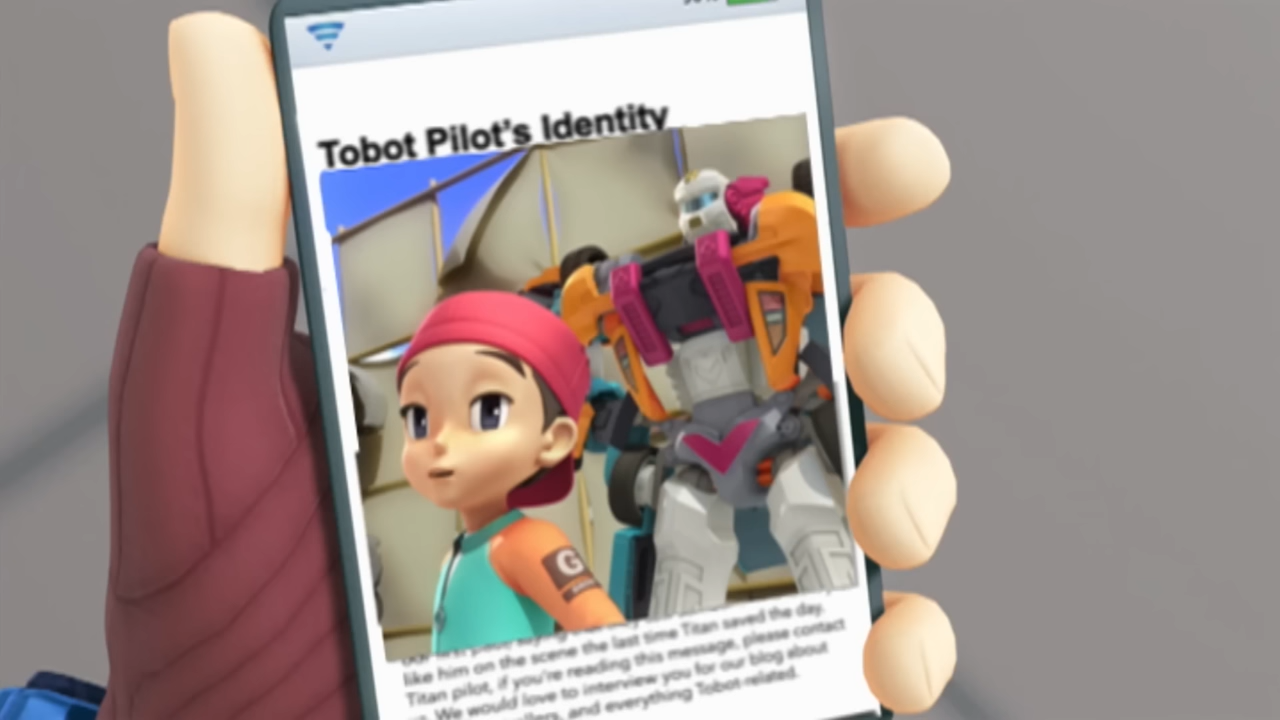 Tobot Pilot's Identity
G
like him on the scene the last time Titan saved the day.
Titan pilot, if you're reading this message, please contact
We would love to interview you for our blog about
and everything Tobot-related.